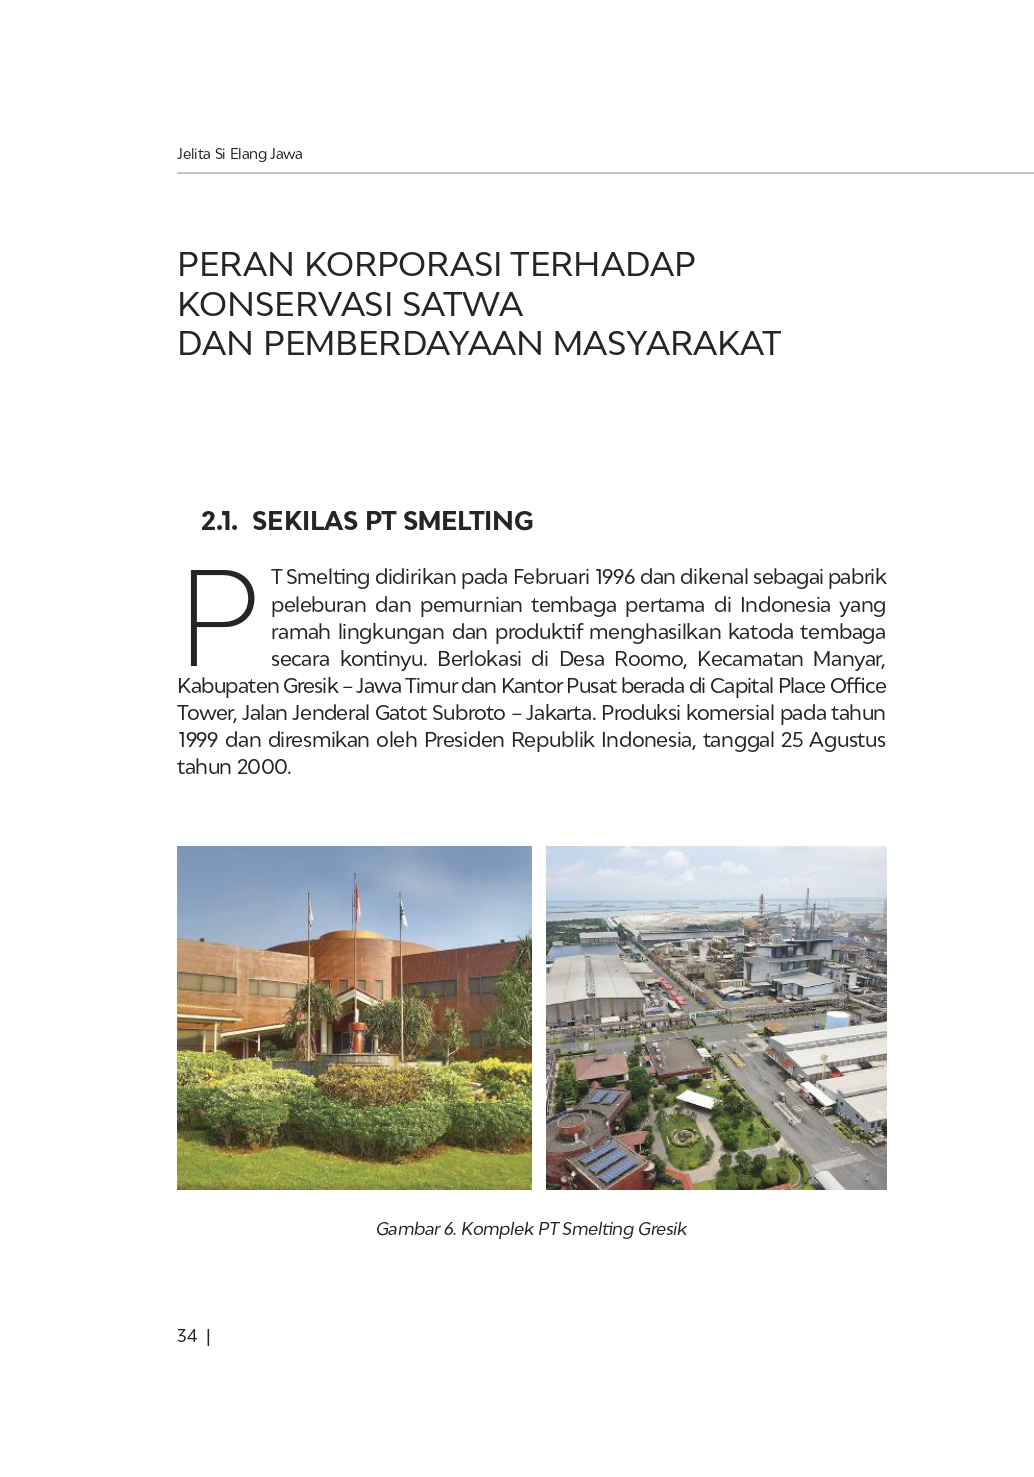 Jelita Si Elang Jawa
PERAN KORPORASI TERHADAP
KONSERVASI SATWA
DAN PEMBERDAYAAN MASYARAKAT
2.1. SEKILAS PT SMELTING
PT Smelting didirikan pada Februari 1996 dan dikenal sebagai pabrik
peleburan dan pemurnian tembaga pertama di Indonesia yang
ramah lingkungan dan produktif menghasilkan katoda tembaga
secara kontinyu. Berlokasi di Desa Roomo, Kecamatan Manyar,
Kabupaten Gresik – Jawa Timur dan Kantor Pusat berada di Capital Place Office
Tower, Jalan Jenderal Gatot Subroto – Jakarta. Produksi komersial pada tahun
1999 dan diresmikan oleh Presiden Republik Indonesia, tanggal 25 Agustus
tahun 2000.
Gambar 6. Komplek PT Smelting Gresik
34 |